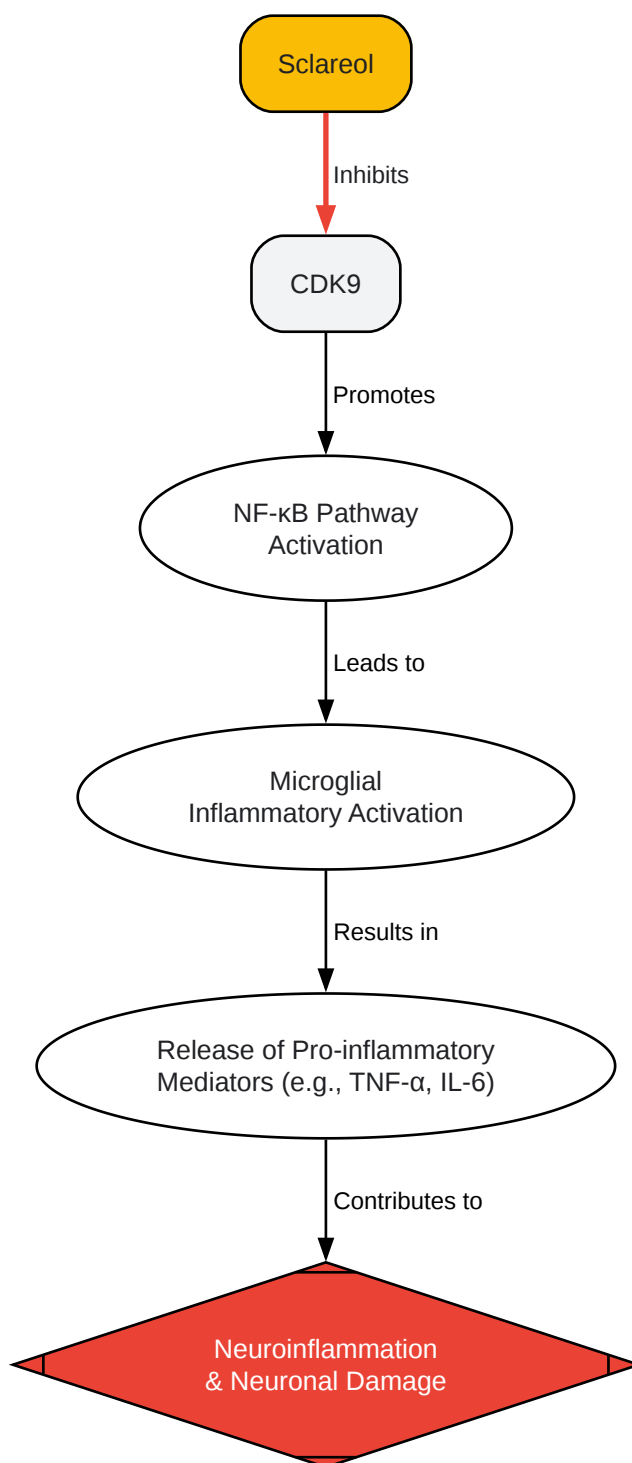 Sclareol
Inhibits
CDK9
Promotes
NF-κB Pathway
Activation
Leads to
Microglial
Inflammatory Activation
Results in
Release of Pro-inflammatory
Mediators (e.g., TNF-α, IL-6)
Contributes to
Neuroinflammation
& Neuronal Damage